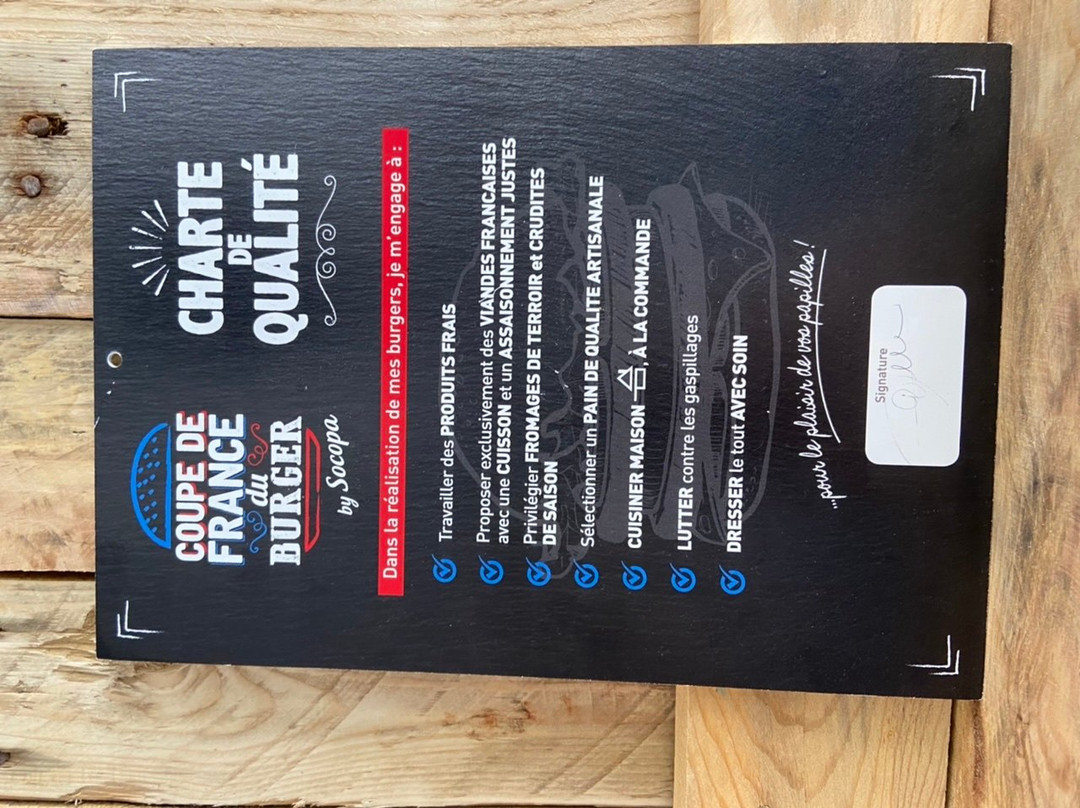 COUPE DE
FRANCE
du
BURGER
by Socopa
CHARTE
DE
QUALITÉ
Dans la réalisation de mes burgers, je m'engage à :
Travailler des PRODUITS FRAIS
Proposer exclusivement des VIANDES FRANCAISES
avec une CUISSON et un ASSAISONNEMENT JUSTES
Privilégier FROMAGES DE TERROIR et CRUDITES
DE SAISON
Sélectionner un PAIN DE QUALITE ARTISANALE
CUISINER MAISON , À LA COMMANDE
LUTTER contre les gaspillages
DRESSER le tout AVEC SOIN
...pour le plaisir de vos papilles!
Signature